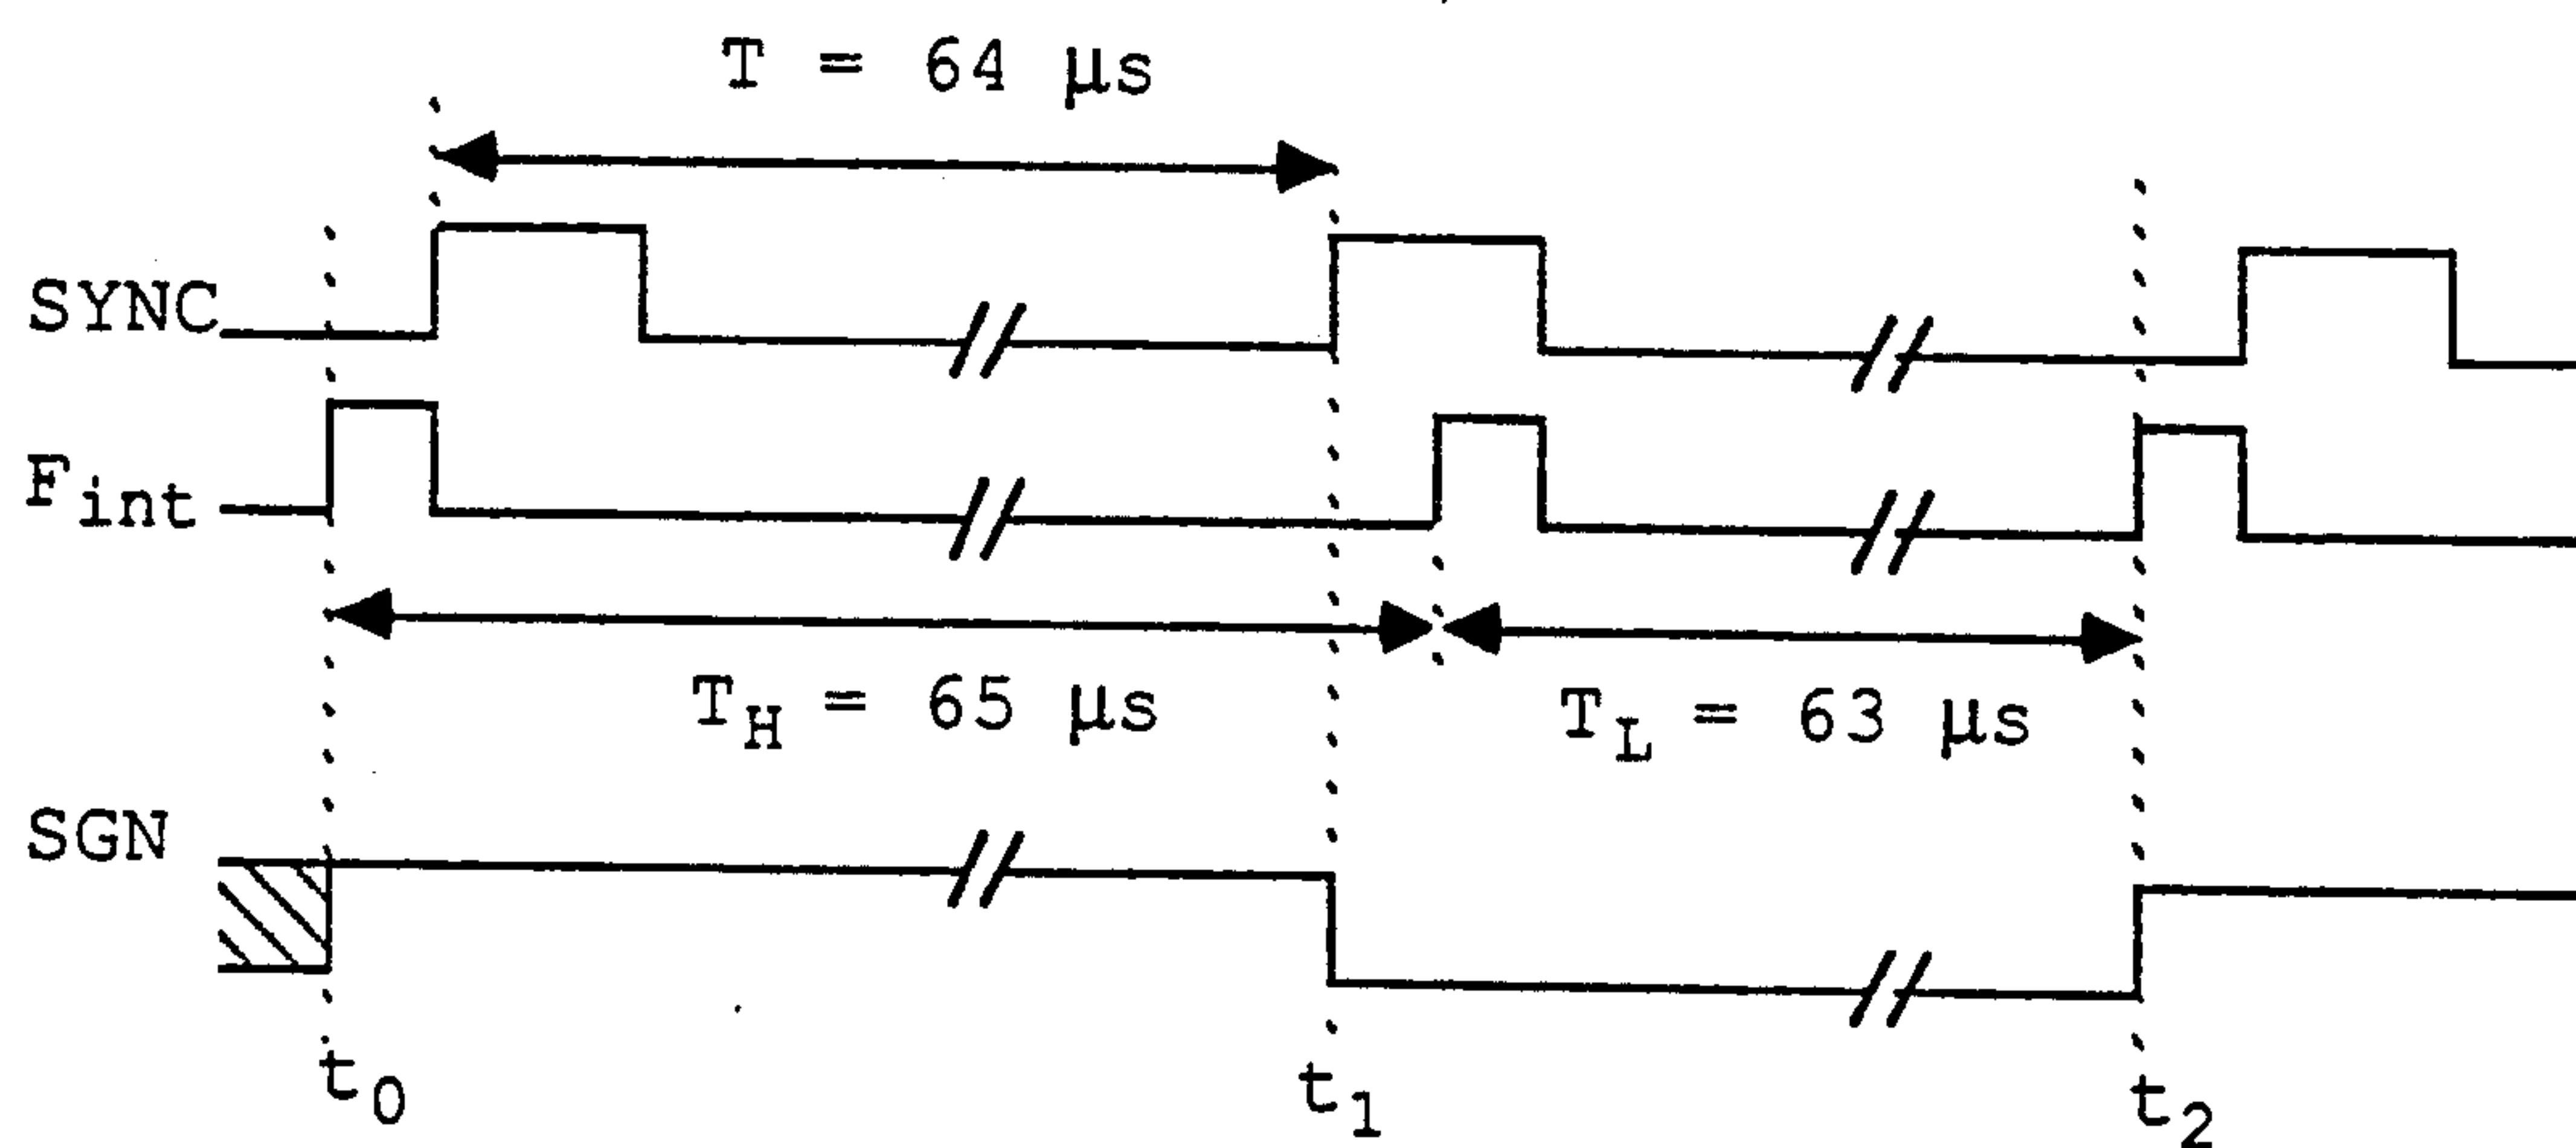 T = 64 µs
SYNC
Fint
TH = 65 µs
TL = 63 µs
SGN
t0
t1
t2